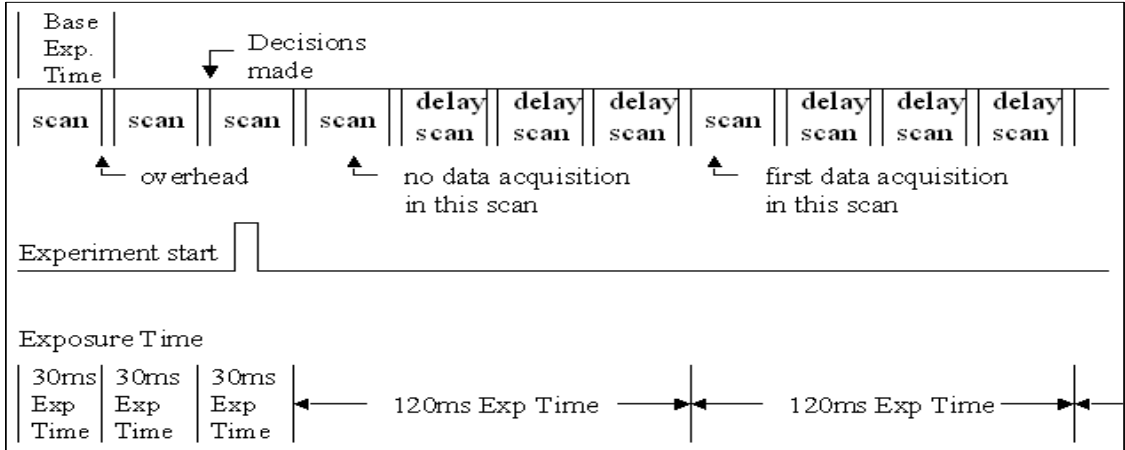 Base
Exp.
Time
Decisions
made
scan scan scan scan delay scan delay scan delay scan scan delay scan delay scan delay scan
overhead
no data acquisition
in this scan
first data acquisition
in this scan
Experiment start
Exposure Time
30ms 30ms 30ms
Exp Exp Exp
Time Time Time
120ms Exp Time 120ms Exp Time